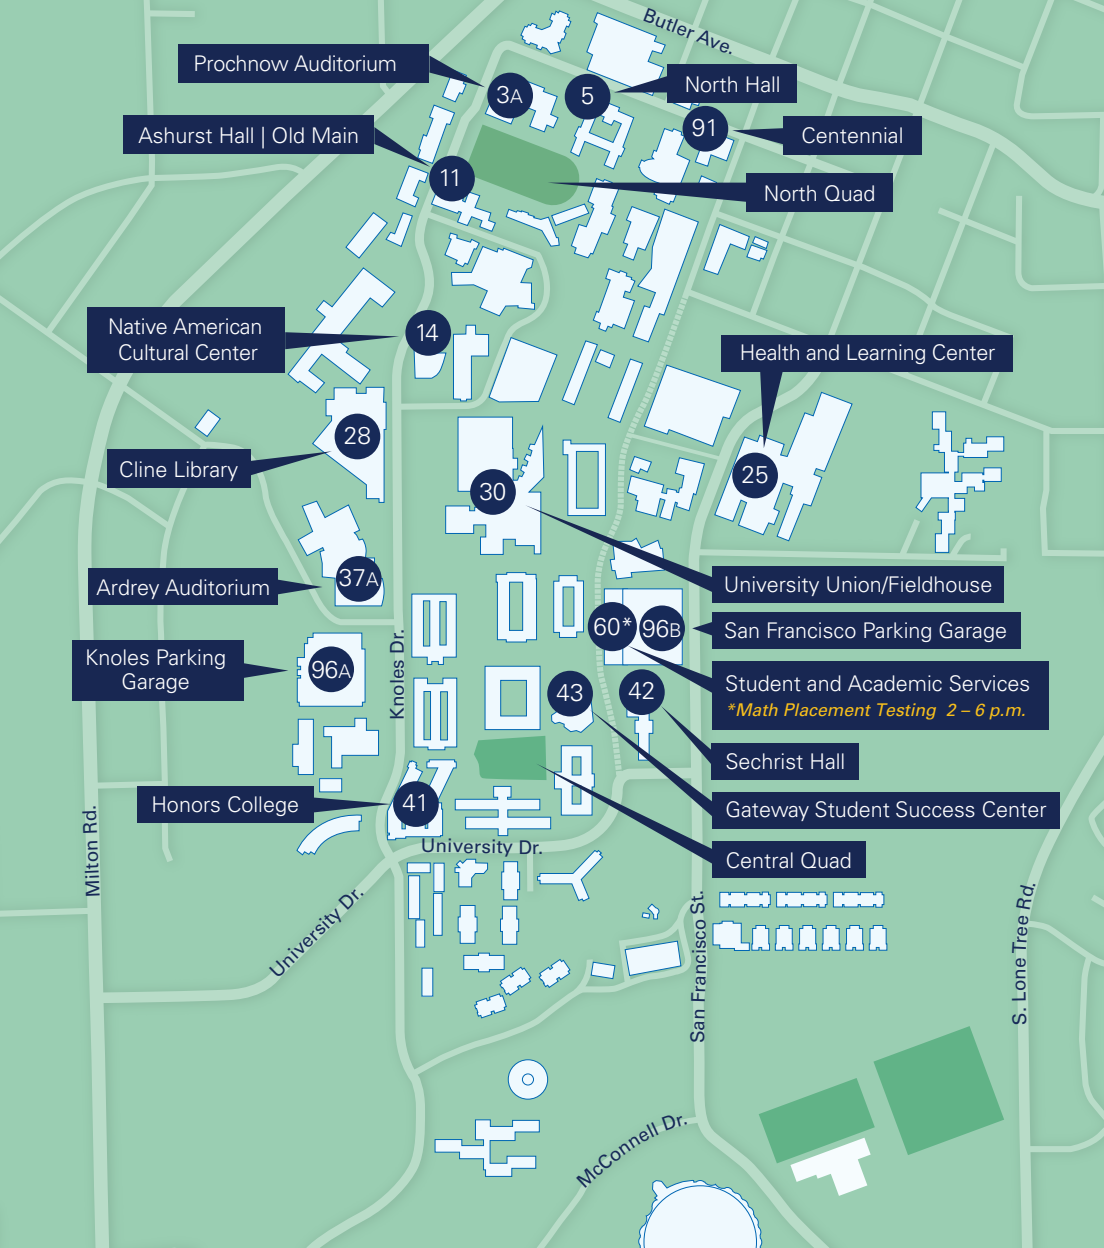 Butler Ave.
Prochnow Auditorium
3A
5
North Hall
91
Centennial
Ashurst Hall | Old Main
11
North Quad
Native American
Cultural Center
14
Health and Learning Center
28
Cline Library
25
30
37A
Ardrey Auditorium
University Union/Fieldhouse
60*
96B
San Francisco Parking Garage
Knoles Dr.
Knoles Parking
Garage
96A
Student and Academic Services
*Math Placement Testing 2 – 6 p.m.
43
42
Sechrist Hall
Honors College
41
Gateway Student Success Center
University Dr.
Central Quad
Milton Rd.
University Dr.
San Francisco St.
S. Lone Tree Rd.
McConnell Dr.